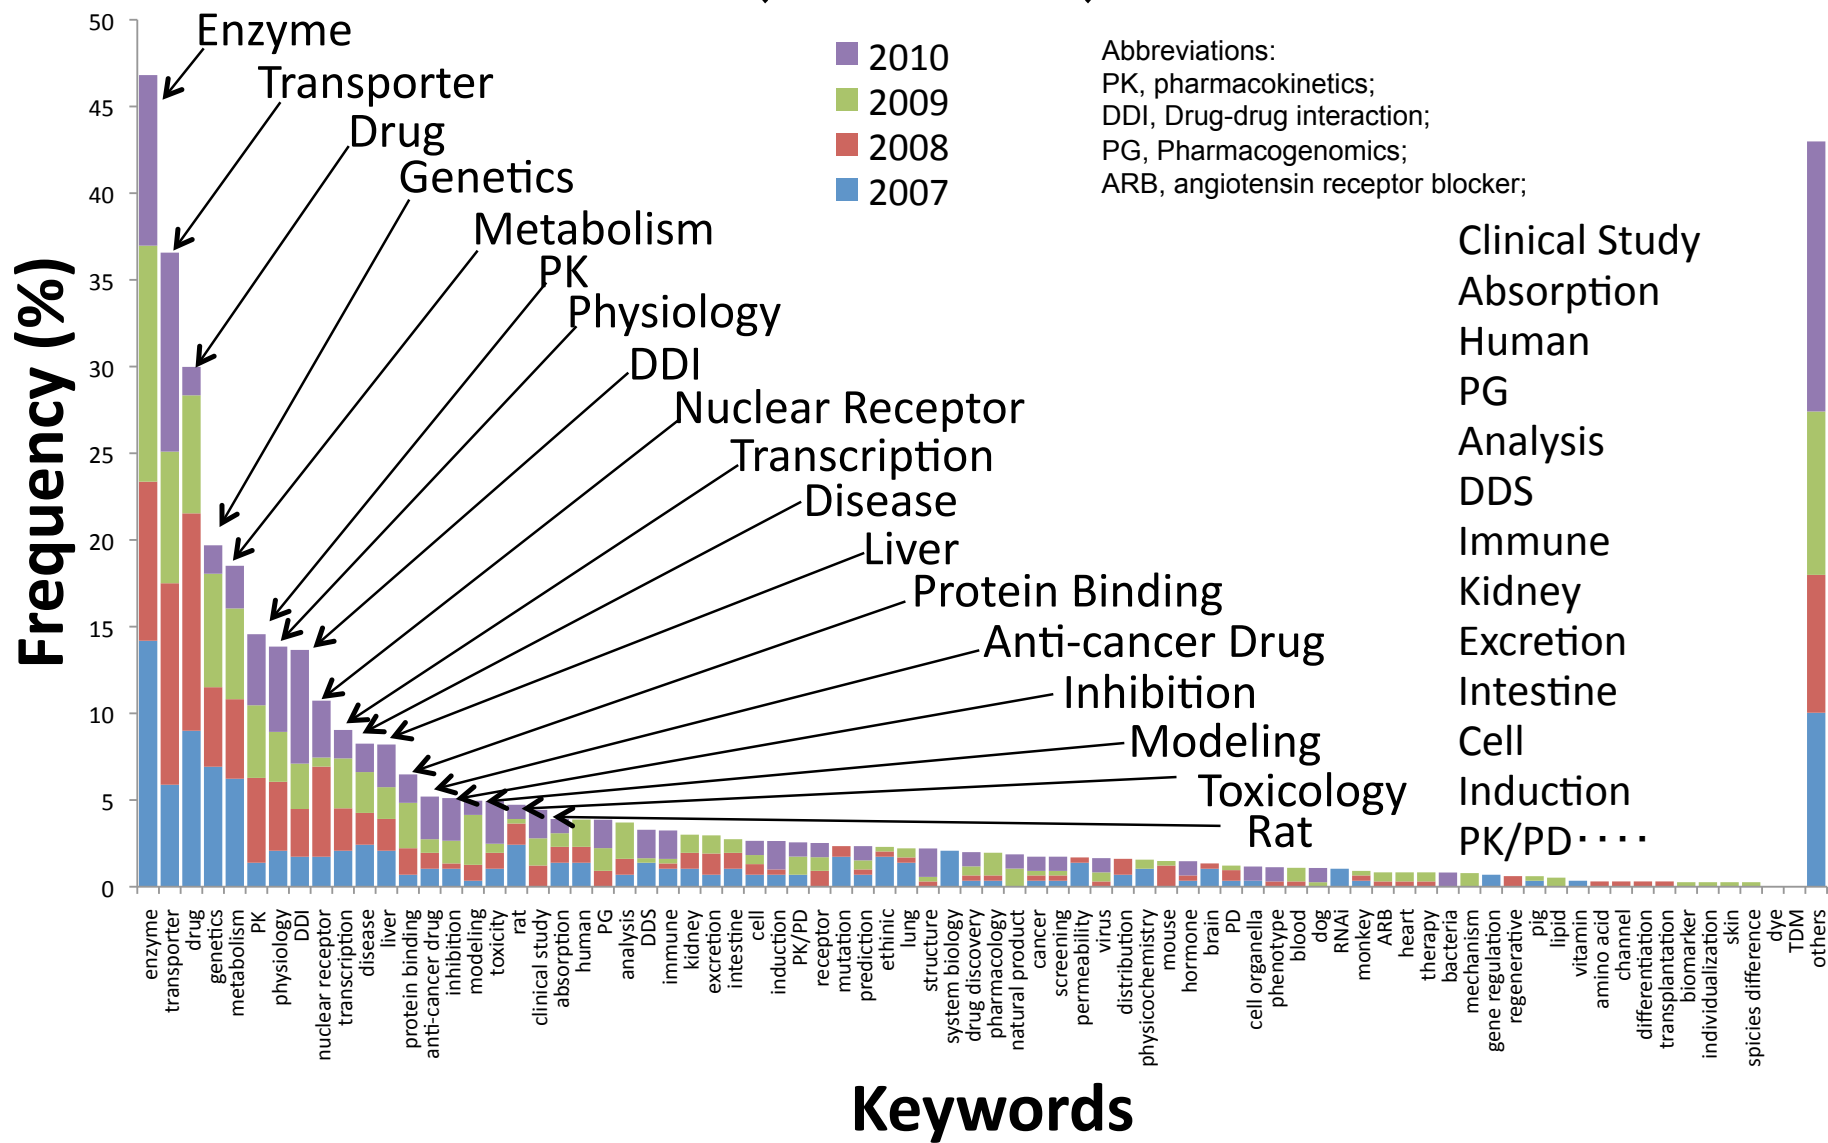 50
45
40
35
30
25
20
15
10
5
0
Frequency (%)
Enzyme
Transporter
Drug
Genetics
Metabolism
PK
Physiology
DDI
Nuclear Receptor
Transcription
Disease
Liver
Protein Binding
Anti-cancer Drug
Inhibition
Modeling
Toxicology
Rat
2010
2009
2008
2007
Abbreviations:
PK, pharmacokinetics;
DDI, Drug-drug interaction;
PG, Pharmacogenomics;
ARB, angiotensin receptor blocker;
Clinical Study
Absorption
Human
PG
Analysis
DDS
Immune
Kidney
Excretion
Intestine
Cell
Induction
PK/PD····
enzyme
transporter
drug
genetics
metabolism
PK
physiology
DDI
nuclear receptor
transcription
disease
liver
protein binding
anti-cancer drug
inhibition
modeling
toxicity
rat
clinical study
absorption
human
PG
analysis
DDS
immune
kidney
excretion
intestine
cell
induction
PK/PD
receptor
mutation
prediction
ethinic
lung
structure
system biology
drug discovery
pharmacology
natural product
cancer
screening
permeability
virus
distribution
physicochemistry
mouse
hormone
brain
PD
cell organella
phenotype
blood
dog
RNAi
monkey
ARB
heart
therapy
bacteria
mechanism
gene regulation
regenerative
pig
lipid
vitamin
amino acid
channel
differentiation
transplantation
biomarker
individualization
skin
spicies difference
dye
TDM
others
Keywords